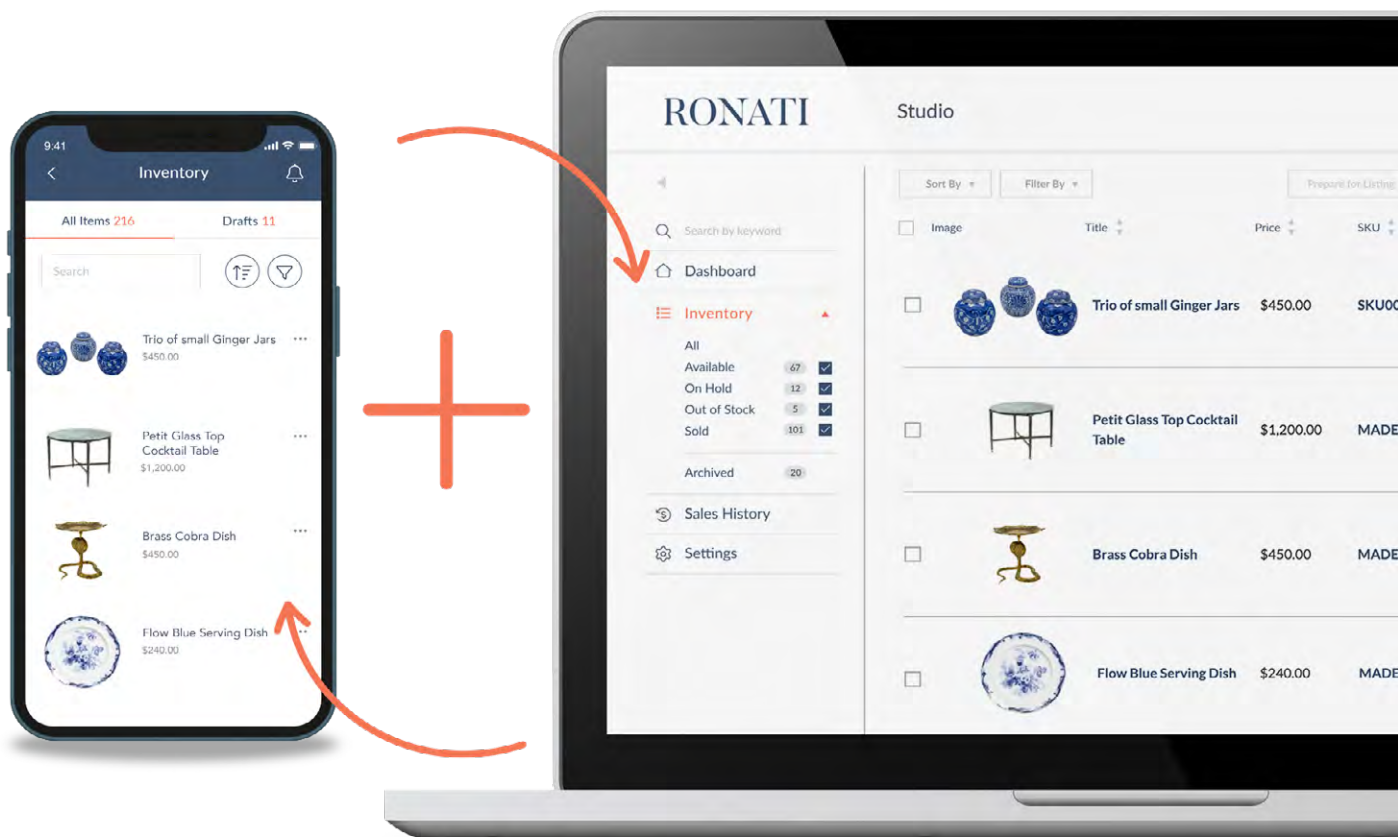 9:41
Inventory
All Items 216
Drafts 11
Search
Trio of small Ginger Jars
$450.00
Petit Glass Top
Cocktail Table
$1,200.00
Brass Cobra Dish
$450.00
Flow Blue Serving Dish
$240.00
RONATI
Studio
Search by keyword
Dashboard
Inventory
All
Available 67
On Hold 12
Out of Stock 5
Sold 101
Archived 20
Sales History
Settings
Sort By
Filter By
Prepare for Listing
Image Title Price SKU
Trio of small Ginger Jars $450.00 SKU00
Petit Glass Top Cocktail
Table
$1,200.00 MADE
Brass Cobra Dish $450.00 MADE
Flow Blue Serving Dish $240.00 MADE